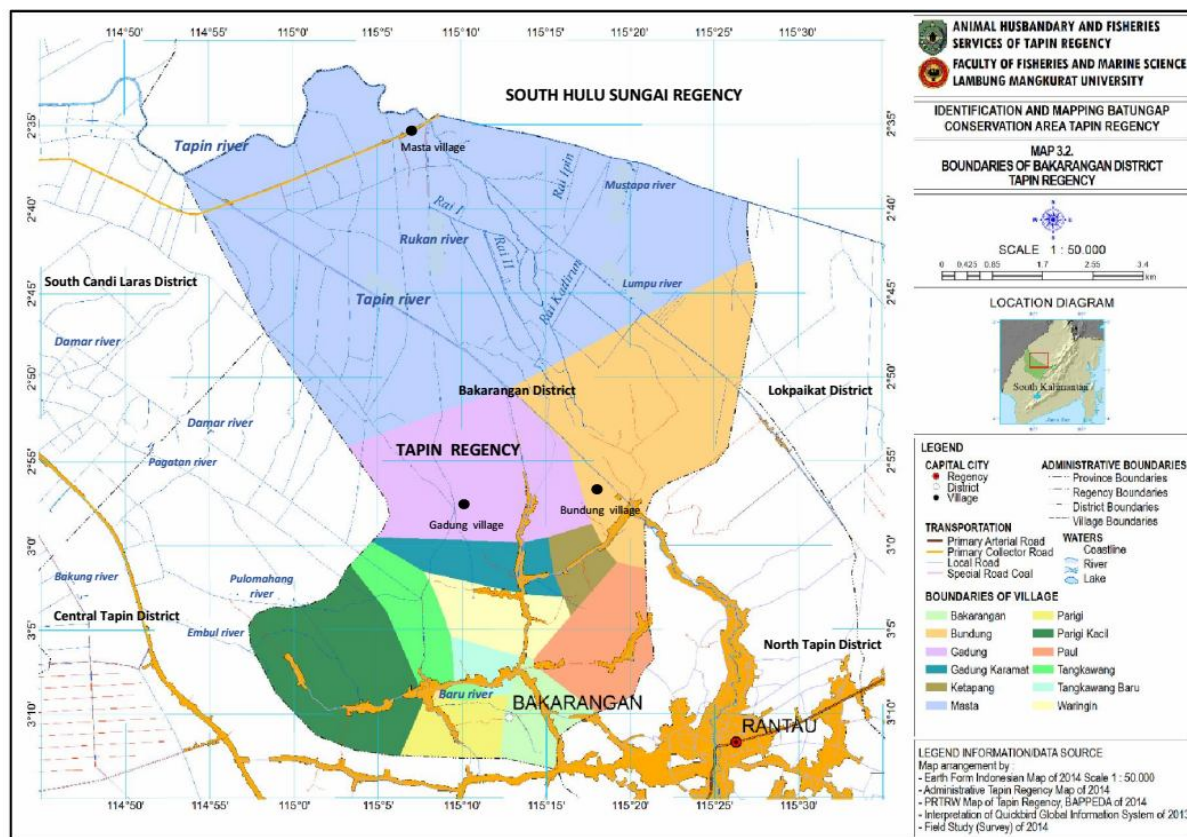 114°50' 114°55' 115°0' 115°5' 115°10' 115°15' 115°20' 115°26' 115°30'
SOUTH HULU SUNGAI REGENCY
2°35'
2°35'
Masta village
Tapin river
Rai Ipin
Mustapa river
2°40'
2°40'
Rai I
Rukan river
Rai II
South Candi Laras District
Tapin river
Rai Kadirun
Lumpu river
2°45'
2°45'
Damar river
2°50'
2°50'
Bakarangan District
Lokpaikat District
Damar river
TAPIN REGENCY
Pagatan river
2°55'
2°55'
Gadung village
Bundung village
3°0'
3°0'
Bakung river
Pulomahang
river
Central Tapin District
Embul river
3°5'
3°5'
North Tapin District
Baru river
BAKARANGAN
3°10'
3°10'
RANTAU
114°50' 114°55' 115°0' 115°5' 115°10' 115°15' 115°20' 115°26' 115°30'
ANIMAL HUSBANDARY AND FISHERIES
SERVICES OF TAPIN REGENCY
FACULTY OF FISHERIES AND MARINE SCIENCE
LAMBUNG MANGKURAT UNIVERSITY
IDENTIFICATION AND MAPPING BATUNGAP
CONSERVATION AREA TAPIN REGENCY
MAP 3.2.
BOUNDARIES OF BAKARANGAN DISTRICT
TAPIN REGENCY
SCALE 1 : 50.000
0 0.425 0.85 1.7 2.55 3.4
km
LOCATION DIAGRAM
South Kalimantan
LEGEND
CAPITAL CITY
Regency
District
Village
ADMINISTRATIVE BOUNDARIES
Province Boundaries
Regency Boundaries
District Boundaries
Village Boundaries
TRANSPORTATION
Primary Arterial Road
Primary Collector Road
Local Road
Special Road Coal
WATERS
Coastline
River
Lake
BOUNDARIES OF VILLAGE
Bakarangan
Bundung
Gadung
Gadung Karamat
Ketapang
Masta
Parigi
Parigi Kacil
Paul
Tangkawang
Tangkawang Baru
Waringin
LEGEND INFORMATION/DATA SOURCE
Map arrangement by :
- Earth Form Indonesian Map of 2014 Scale 1 : 50.000
- Administrative Tapin Regency Map of 2014
- PRTRW Map of Tapin Regency, BAPPEDA of 2014
- Interpretation of Quickbird Global Information System of 2013
- Field Study (Survey) of 2014